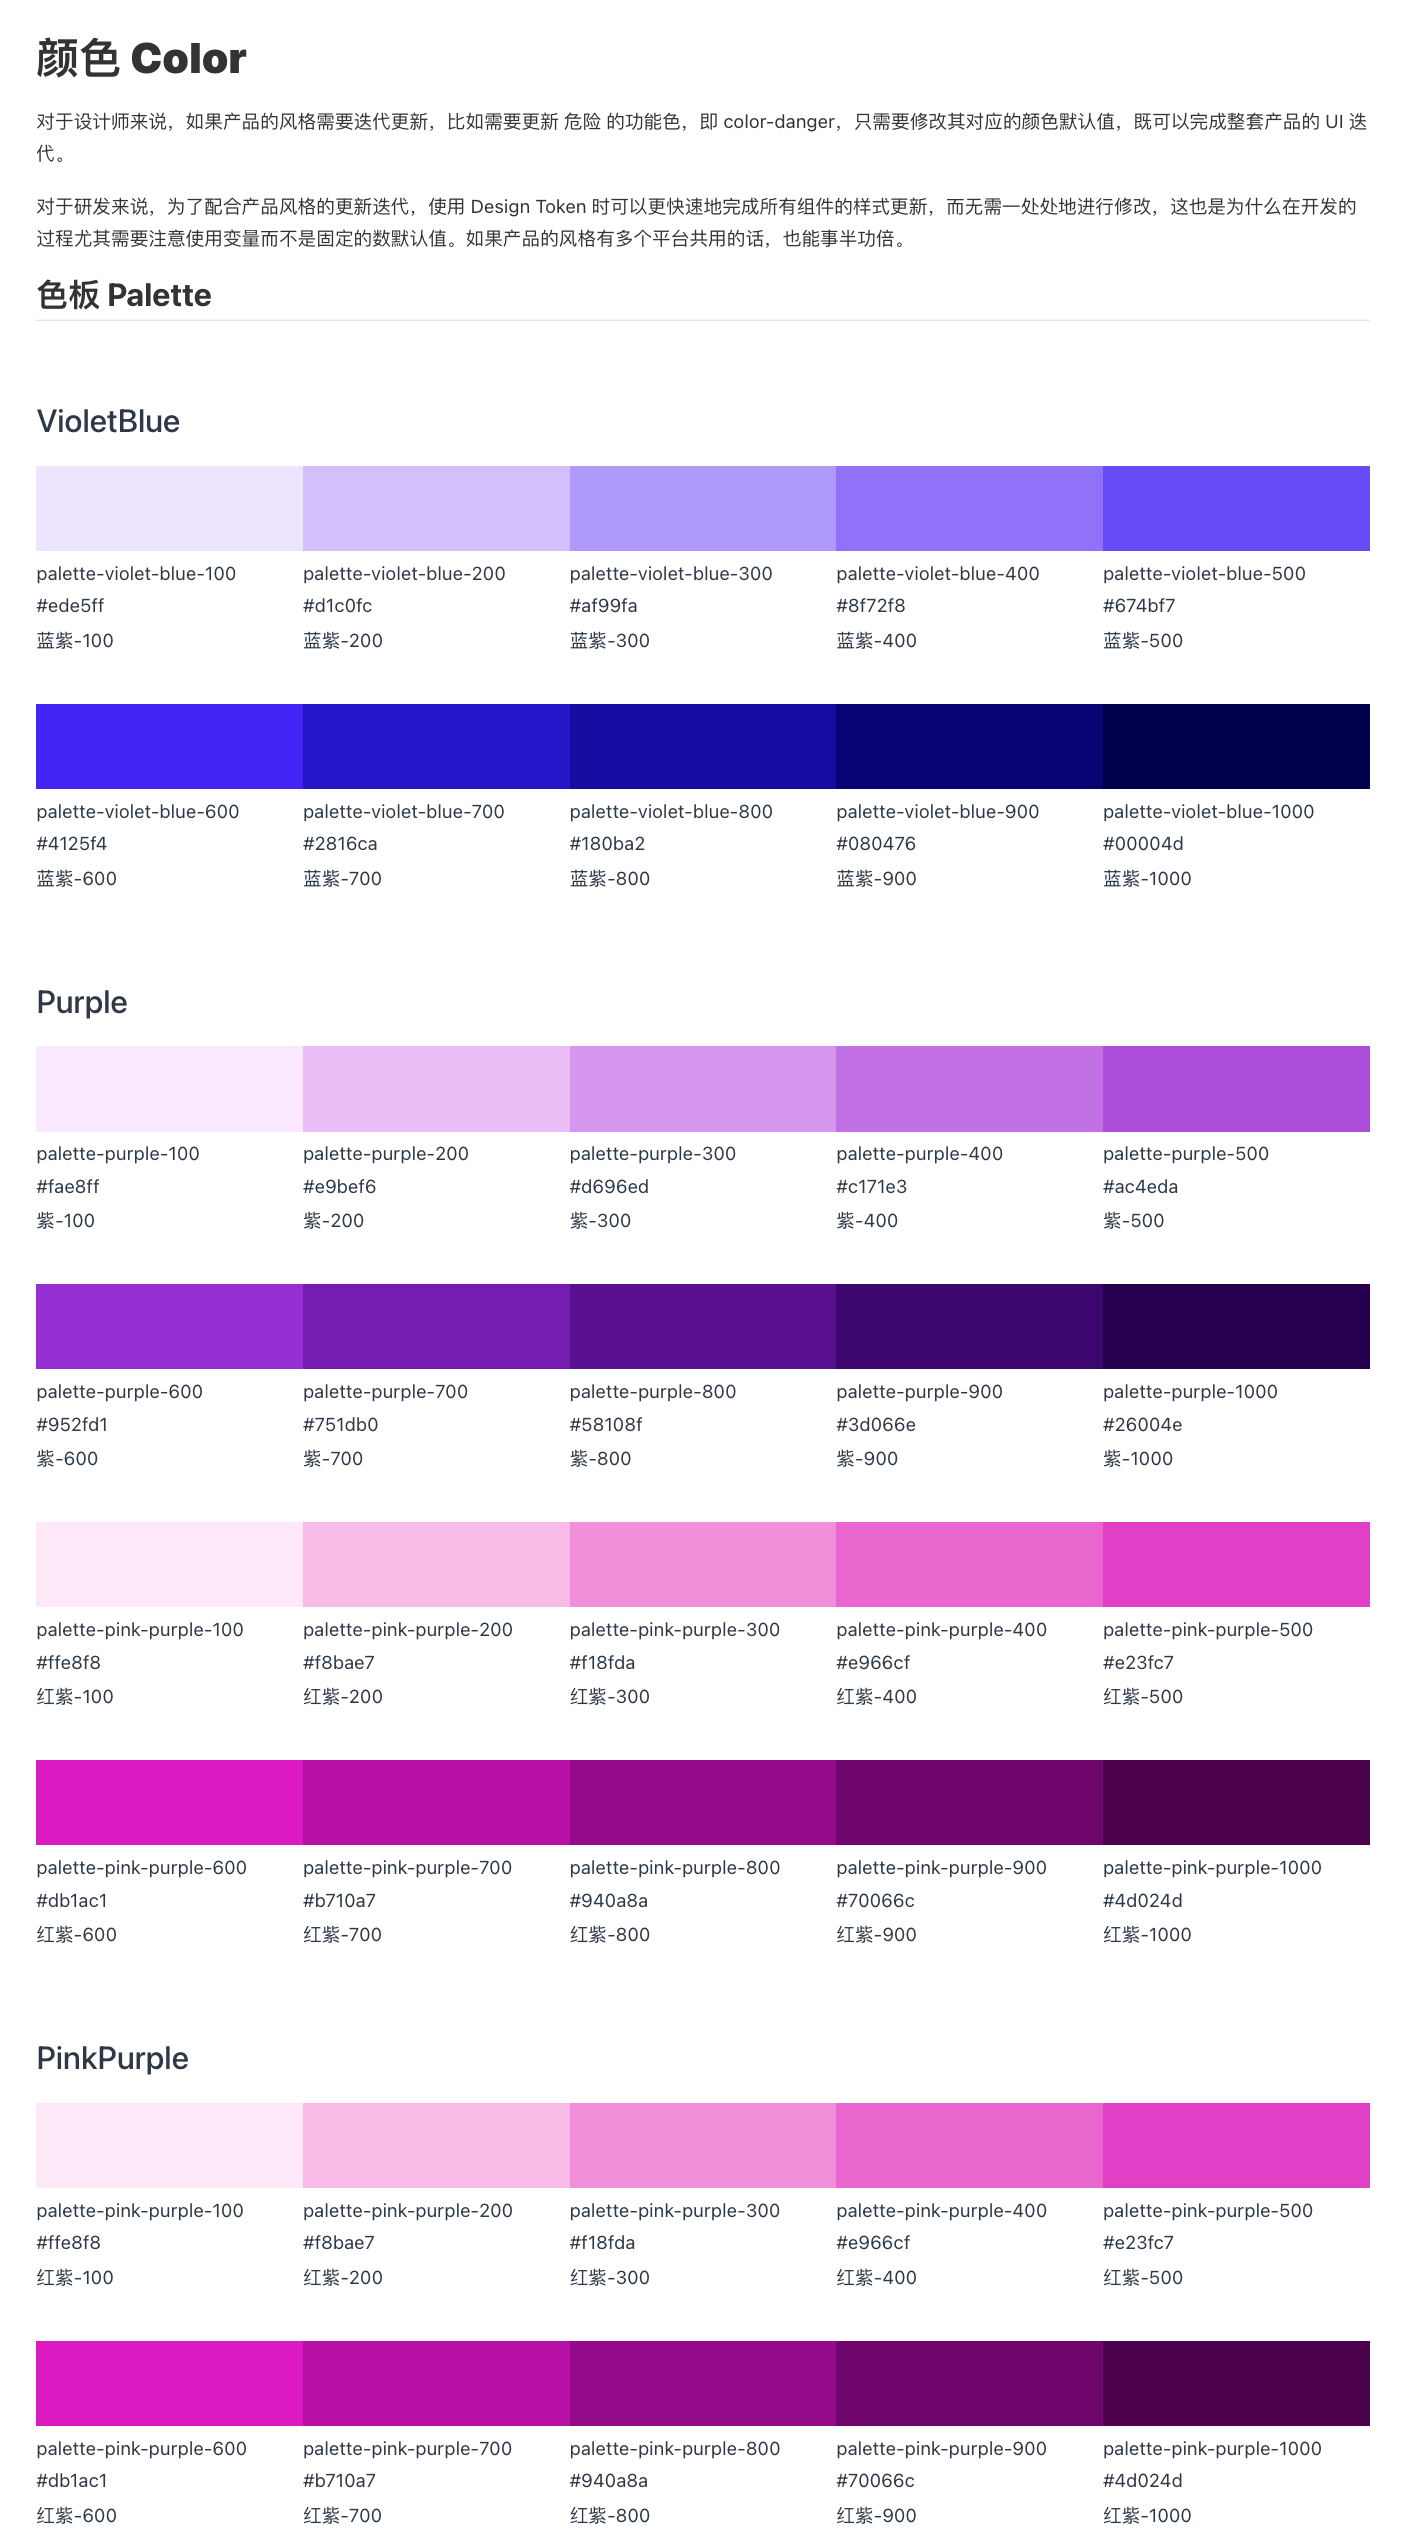 颜色 Color
对于设计师来说，如果产品的风格需要迭代更新，比如需要更新 危险 的功能色，即 color-danger，只需要修改其对应的颜色默认值，既可以完成整套产品的 UI 迭
代。
对于研发来说，为了配合产品风格的更新迭代，使用 Design Token 时可以更快速地完成所有组件的样式更新，而无需一处处地进行修改，这也是为什么在开发的
过程尤其需要注意使用变量而不是固定的数默认值。如果产品的风格有多个平台共用的话，也能事半功倍。
色板 Palette
VioletBlue
palette-violet-blue-100 palette-violet-blue-200 palette-violet-blue-300 palette-violet-blue-400 palette-violet-blue-500
#ede5ff #d1c0fc #af99fa #8f72f8 #674bf7
蓝紫-100 蓝紫-200 蓝紫-300 蓝紫-400 蓝紫-500
palette-violet-blue-600 palette-violet-blue-700 palette-violet-blue-800 palette-violet-blue-900 palette-violet-blue-1000
#4125f4 #2816ca #180ba2 #080476 #00004d
蓝紫-600 蓝紫-700 蓝紫-800 蓝紫-900 蓝紫-1000
Purple
palette-purple-100 palette-purple-200 palette-purple-300 palette-purple-400 palette-purple-500
#fae8ff #e9bef6 #d696ed #c171e3 #ac4eda
紫-100 紫-200 紫-300 紫-400 紫-500
palette-purple-600 palette-purple-700 palette-purple-800 palette-purple-900 palette-purple-1000
#952fd1 #751db0 #58108f #3d066e #26004e
紫-600 紫-700 紫-800 紫-900 紫-1000
palette-pink-purple-100 palette-pink-purple-200 palette-pink-purple-300 palette-pink-purple-400 palette-pink-purple-500
#ffe8f8 #f8bae7 #f18fda #e966cf #e23fc7
红紫-100 红紫-200 红紫-300 红紫-400 红紫-500
palette-pink-purple-600 palette-pink-purple-700 palette-pink-purple-800 palette-pink-purple-900 palette-pink-purple-1000
#db1ac1 #b710a7 #940a8a #70066c #4d024d
红紫-600 红紫-700 红紫-800 红紫-900 红紫-1000
PinkPurple
palette-pink-purple-100 palette-pink-purple-200 palette-pink-purple-300 palette-pink-purple-400 palette-pink-purple-500
#ffe8f8 #f8bae7 #f18fda #e966cf #e23fc7
红紫-100 红紫-200 红紫-300 红紫-400 红紫-500
palette-pink-purple-600 palette-pink-purple-700 palette-pink-purple-800 palette-pink-purple-900 palette-pink-purple-1000
#db1ac1 #b710a7 #940a8a #70066c #4d024d
红紫-600 红紫-700 红紫-800 红紫-900 红紫-1000